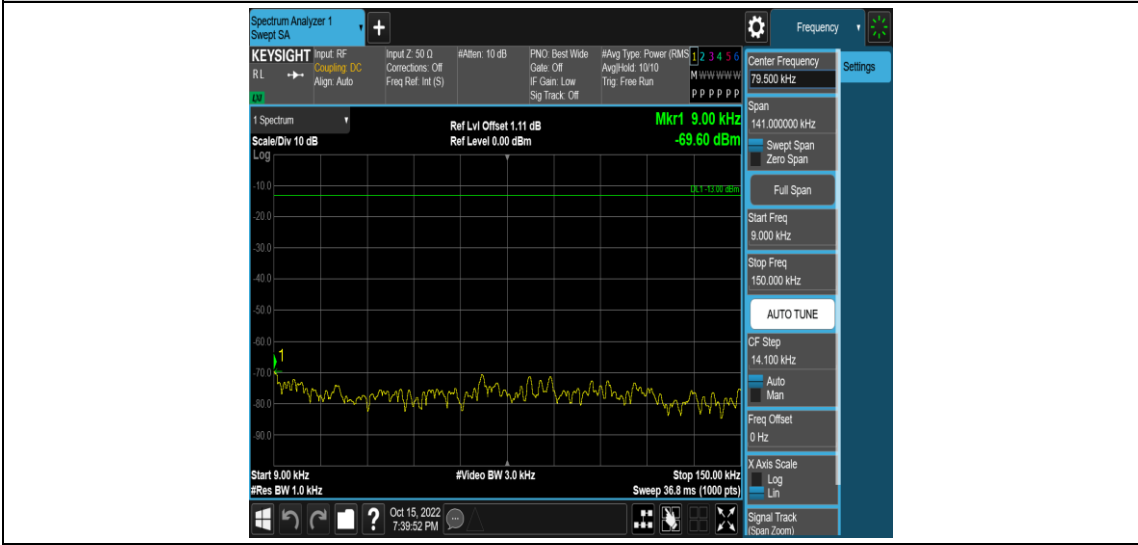 Spectrum Analyzer 1
Swept SA
+
Frequency
KEYSIGHT
RL
LM
Input: RF
Coupling: DC
Align: Auto
Input Z: 50 Ω
Corrections: Off
Freq Ref: Int (S)
#Atten: 10 dB
PNO: Best Wide
Gate: Off
IF Gain: Low
Sig Track: Off
#Avg Type: Power (RMS
Avg|Hold: 10/10
Trig: Free Run
1 2 3 4 5 6
M W W W W W
P P P P P P
1 Spectrum
Scale/Div 10 dB
Log
Ref Lvl Offset 1.11 dB
Ref Level 0.00 dBm
Mkr1 9.00 kHz
-69.60 dBm
DL1 -13.00 dBm
-10.0
-20.0
-30.0
-40.0
-50.0
-60.0
1
-70.0
-80.0
-90.0
Start 9.00 kHz
#Res BW 1.0 kHz
#Video BW 3.0 kHz
Stop 150.00 kHz
Sweep 36.8 ms (1000 pts)
?
Oct 15, 2022
7:39:52 PM
Center Frequency
79.500 kHz
Settings
Span
141.000000 kHz
Swept Span
Zero Span
Full Span
Start Freq
9.000 kHz
Stop Freq
150.000 kHz
AUTO TUNE
CF Step
14.100 kHz
Auto
Man
Freq Offset
0 Hz
X Axis Scale
Log
Lin
Signal Track
(Span Zoom)